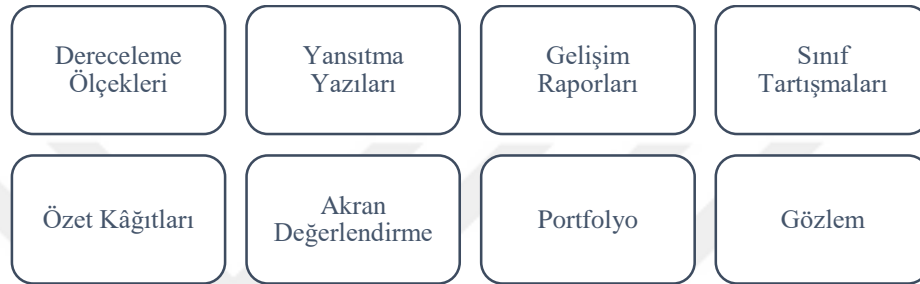 Dereceleme
Ölçekleri
Yansıtma
Yazıları
Gelişim
Raporları
Sınıf
Tartışmaları
Özet Kâğıtları
Akran
Değerlendirme
Portfolyo
Gözlem